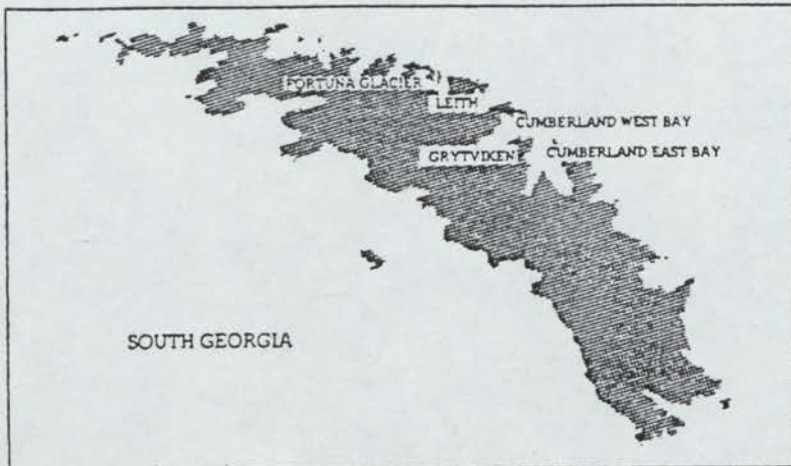 FORTUNA GLACIER
LEITH
CUMBERLAND WEST BAY
GRYTVIKEN
CUMBERLAND EAST BAY
SOUTH GEORGIA